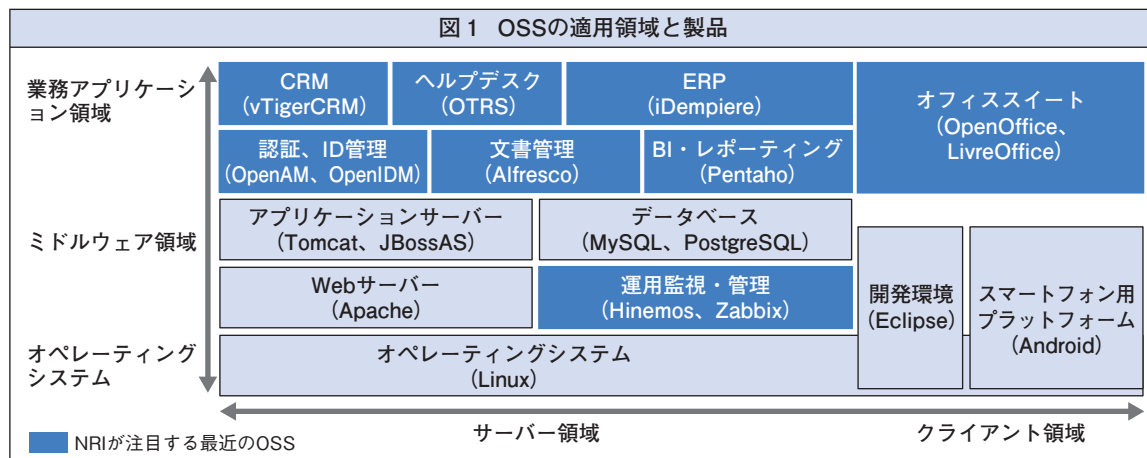 図1 OSSの適用領域と製品
業務アプリケーシ
ョン領域
CRM
(vTigerCRM)
ヘルプデスク
(OTRS)
ERP
(iDempiere)
オフィススイート
(OpenOffice、
LivreOffice)
認証、ID管理
(OpenAM、OpenIDM)
文書管理
(Alfresco)
BI・レポーティング
(Pentaho)
ミドルウェア領域
アプリケーションサーバー
(Tomcat、JBossAS)
データベース
(MySQL、PostgreSQL)
Webサーバー
(Apache)
運用監視・管理
(Hinemos、Zabbix)
開発環境
(Eclipse)
スマートフォン用
プラットフォーム
(Android)
オペレーティング
システム
オペレーティングシステム
(Linux)
サーバー領域
クライアント領域
NRIが注目する最近のOSS